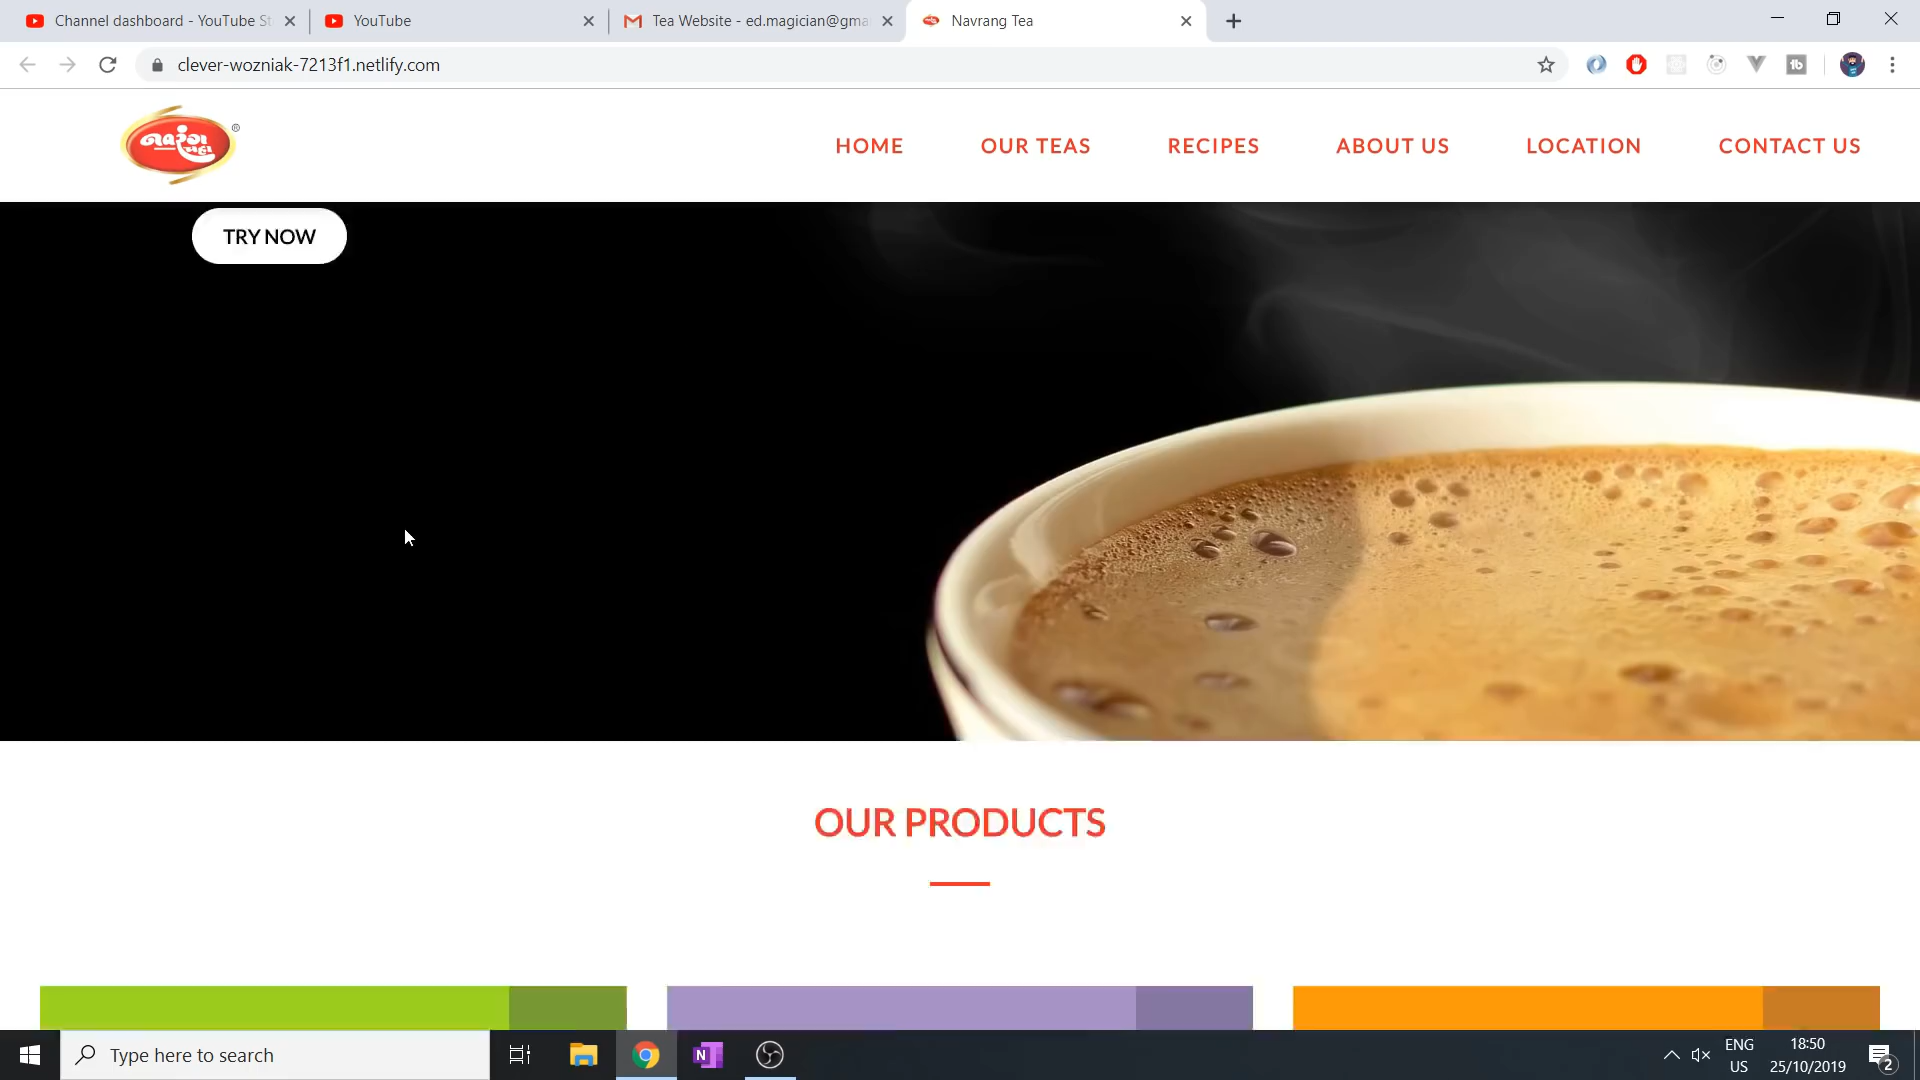 Channel dashboard - YouTube St
YouTube
Tea Website - ed.magician@gma
Navrang Tea
clever-wozniak-7213f1.netlify.com
નવરંગ
ચા
®
HOME
OUR TEAS
RECIPES
ABOUT US
LOCATION
CONTACT US
TRY NOW
OUR PRODUCTS
Type here to search
ENG
US
18:50
25/10/2019
2